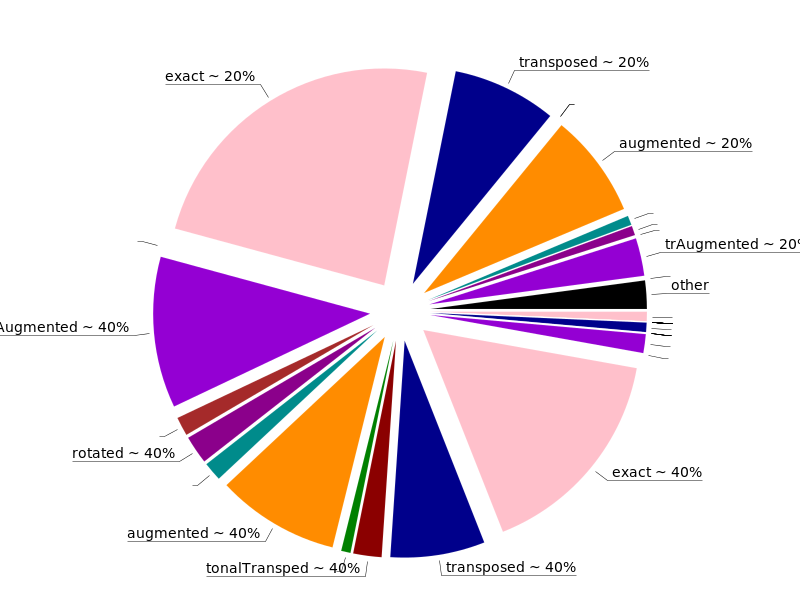 transposed ~ 20%
exact ~ 20%
augmented ~ 20%
trAugmented ~ 20%
other
Augmented ~ 40%
rotated ~ 40%
exact ~ 40%
augmented ~ 40%
tonalTransped ~ 40%
transposed ~ 40%